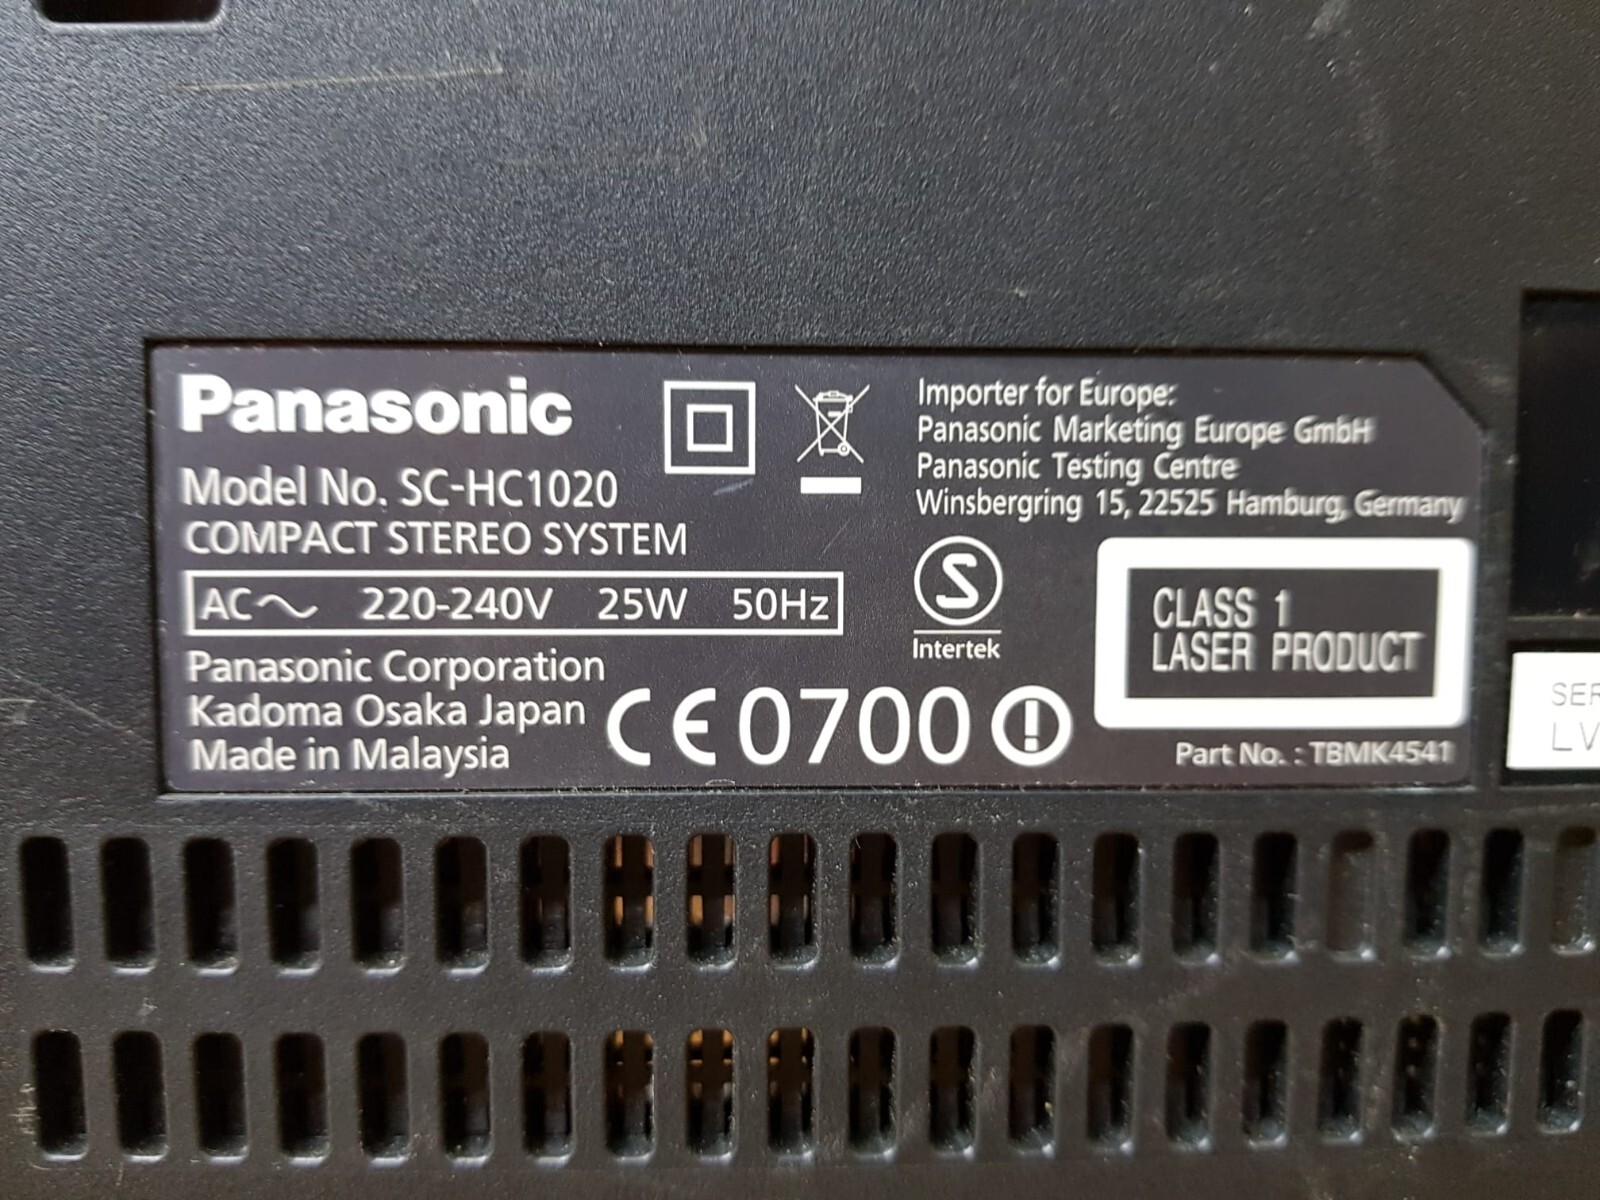 Panasonic
Model No. SC-HC1020
COMPACT STEREO SYSTEM
AC 220-240V 25W 50Hz
Panasonic Corporation
Kadoma Osaka Japan
Made in Malaysia
CE0700
Importer for Europe:
Panasonic Marketing Europe GmbH
Panasonic Testing Centre
Winsbergring 15, 22525 Hamburg, Germany
S
Intertek
CLASS 1
LASER PRODUCT
Part No. : TBMK4541